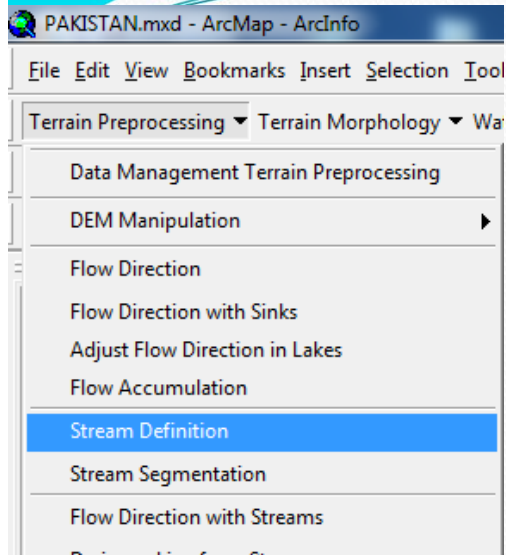 PAKISTAN.mxd - ArcMap - ArcInfo
File Edit View Bookmarks Insert Selection Tool
Terrain Preprocessing Terrain Morphology Wa
Data Management Terrain Preprocessing
DEM Manipulation
Flow Direction
Flow Direction with Sinks
Adjust Flow Direction in Lakes
Flow Accumulation
Stream Definition
Stream Segmentation
Flow Direction with Streams